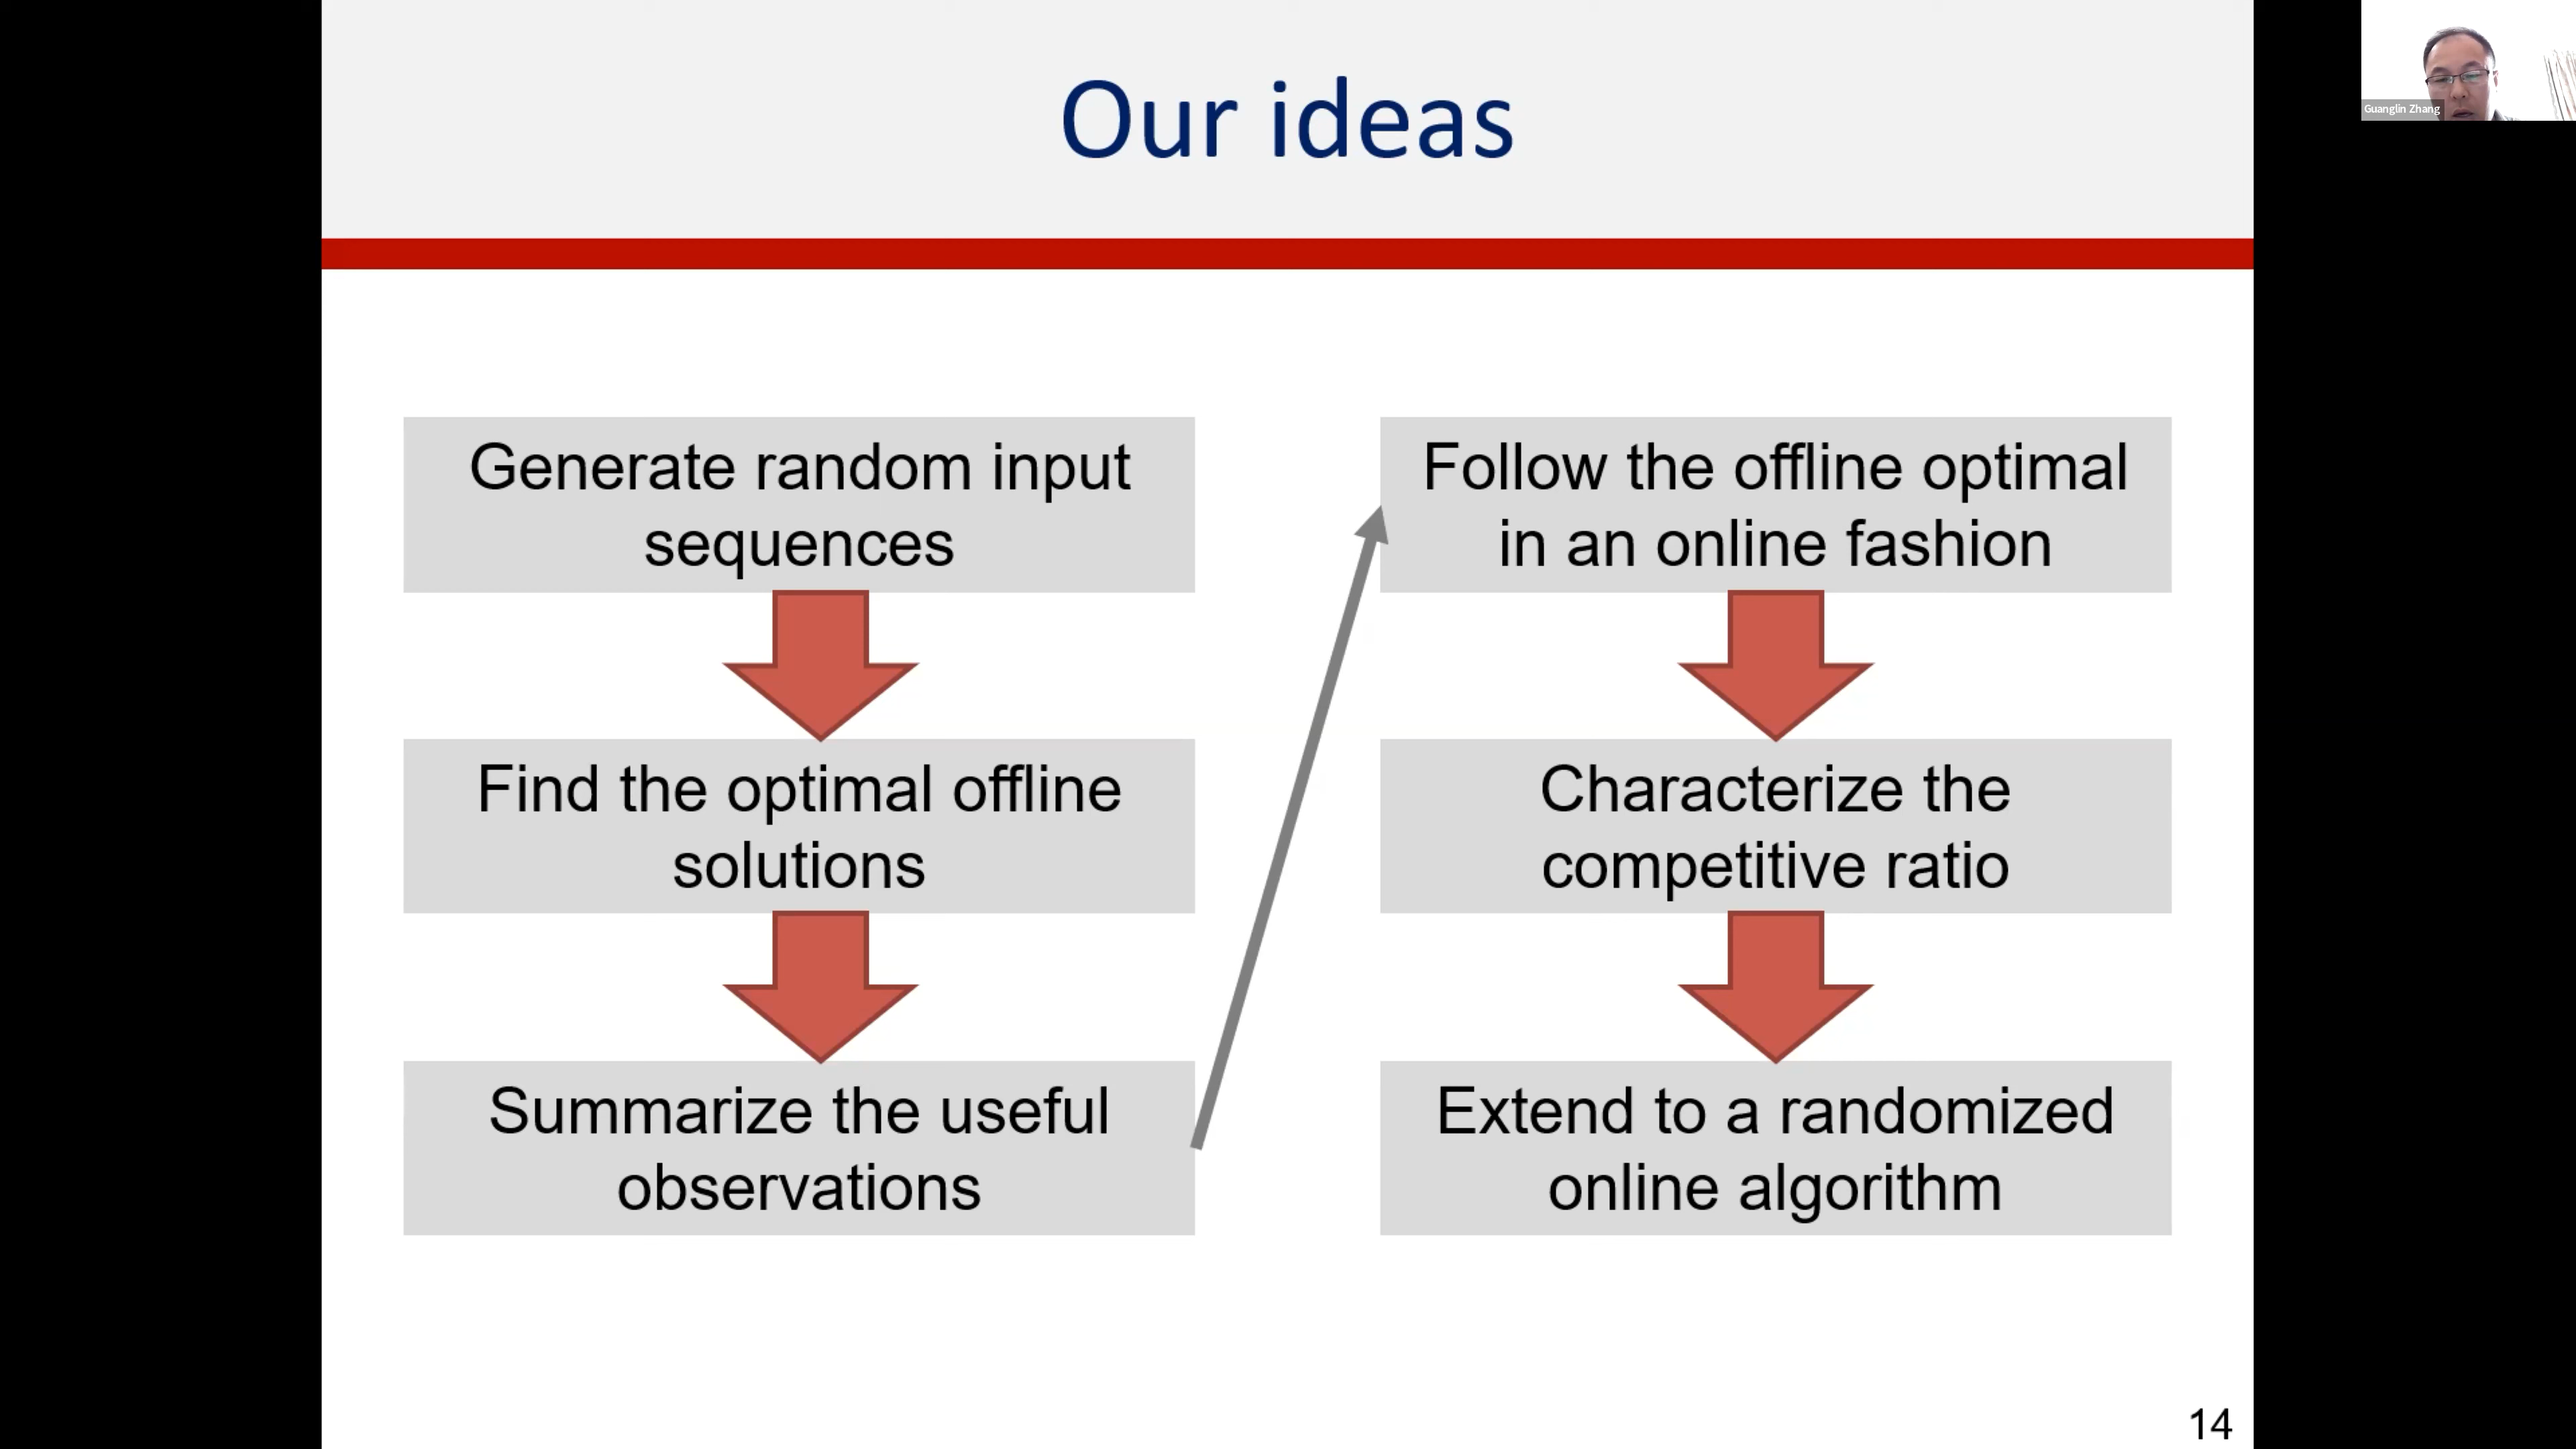 Our ideas
Guanglin Zhang
Generate random input
sequences
Find the optimal offline
solutions
Summarize the useful
observations
Follow the offline optimal
in an online fashion
Characterize the
competitive ratio
Extend to a randomized
online algorithm
14